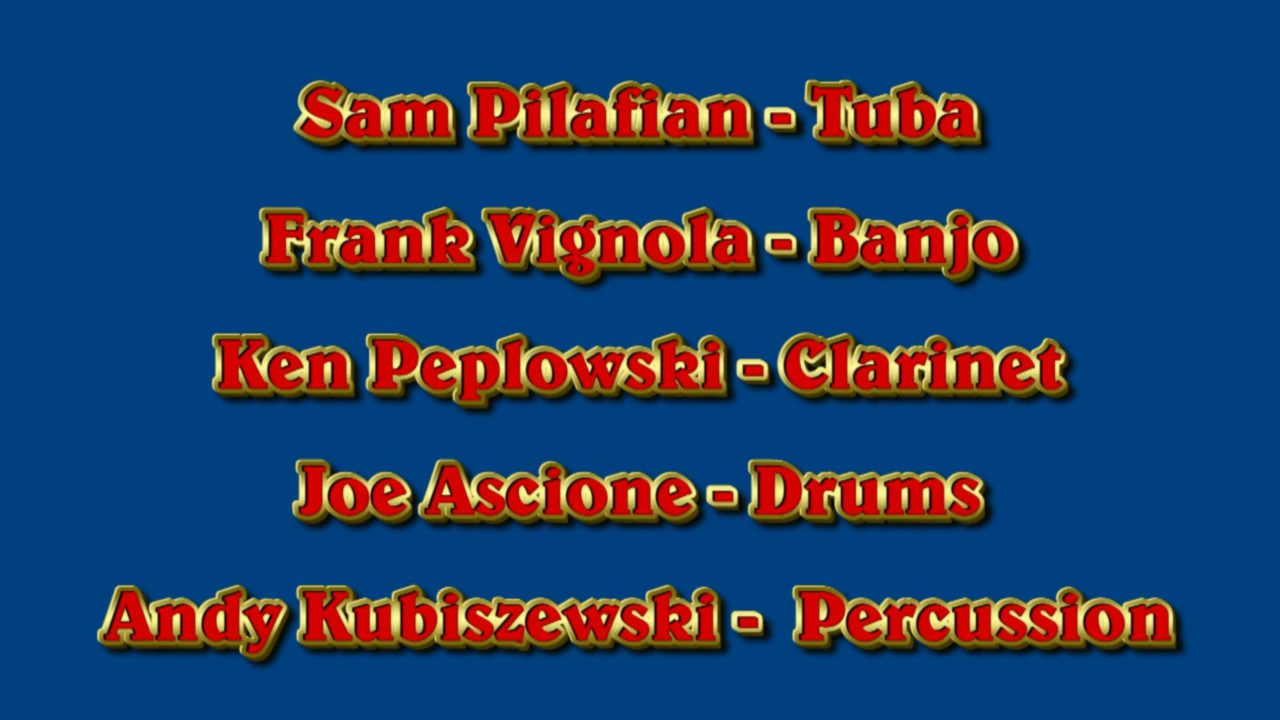 Sam Pilafian - Tuba
Frank Vignola - Banjo
Ken Peplowski - Clarinet
Joe Ascione - Drums
Andy Kubiszewski -  Percussion